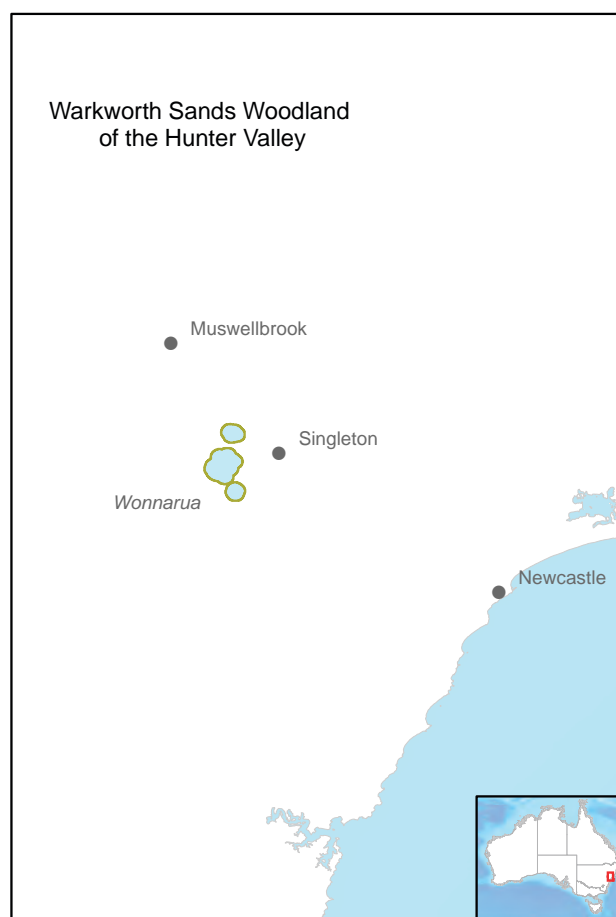 Warkworth Sands Woodland
of the Hunter Valley
Muswellbrook
Singleton
Wonnarua
Newcastle